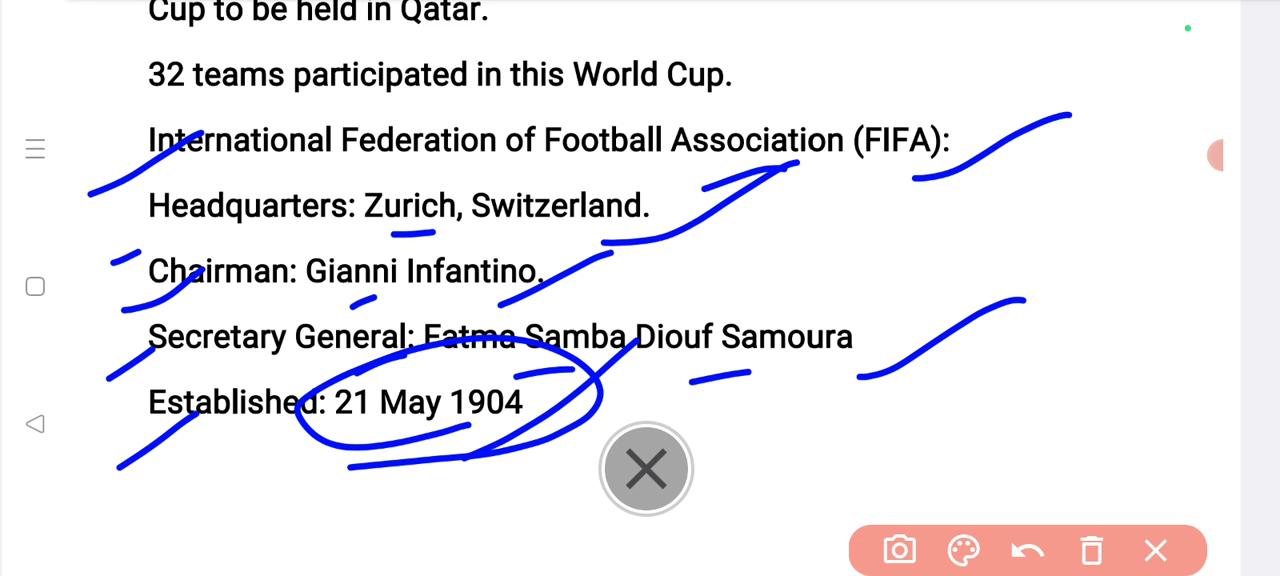 Cup to be held in Qatar.
32 teams participated in this World Cup.
International Federation of Football Association (FIFA):
Headquarters: Zurich, Switzerland.
Chairman: Gianni Infantino.
Secretary General: Fatma Samba Diouf Samoura
Established: 21 May 1904